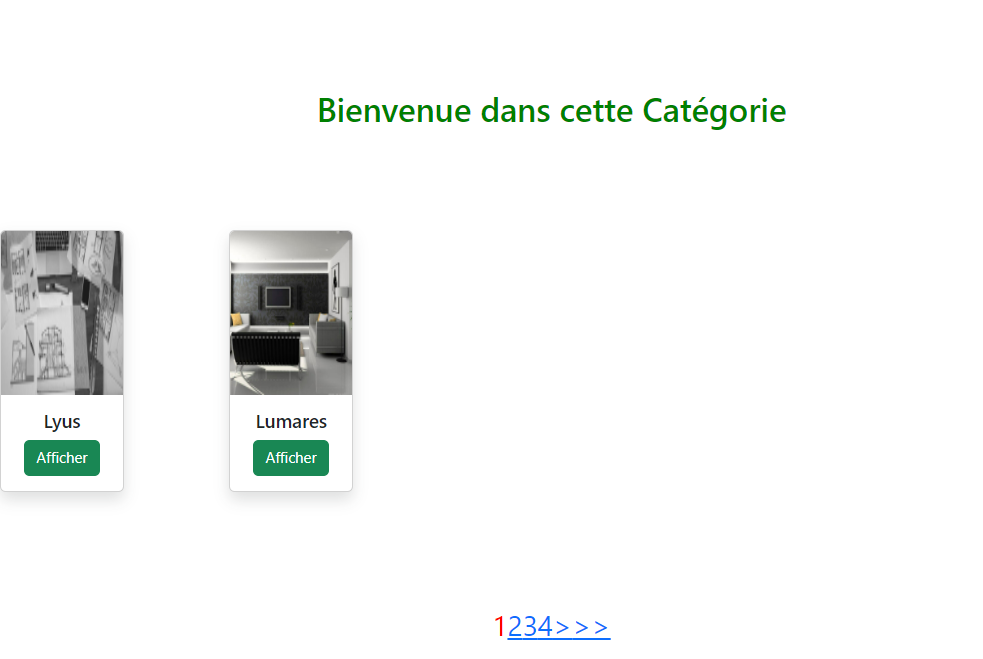 Bienvenue dans cette Catégorie
Lyus
Afficher
Lumares
Afficher
1234>>>